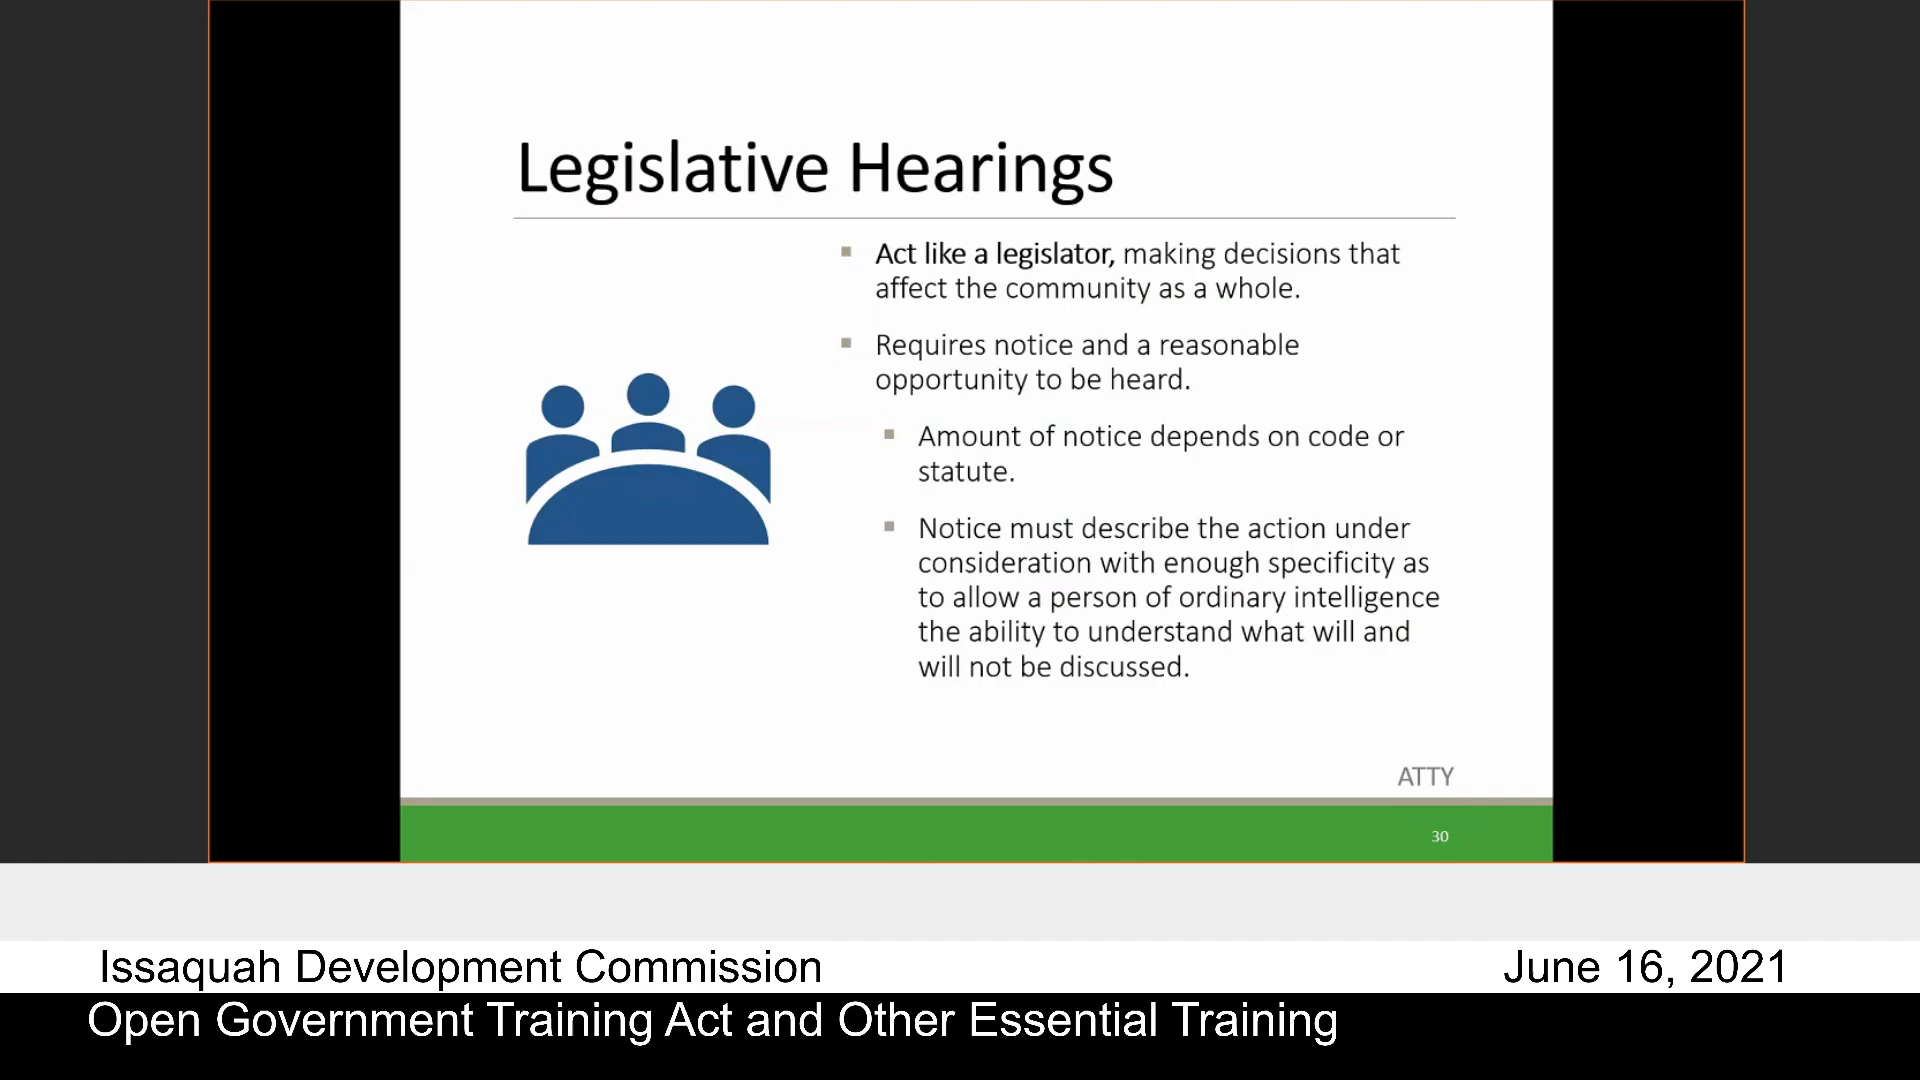 Legislative Hearings
Act like a legislator, making decisions that
affect the community as a whole.
Requires notice and a reasonable
opportunity to be heard.
Amount of notice depends on code or
statute.
Notice must describe the action under
consideration with enough specificity as
to allow a person of ordinary intelligence
the ability to understand what will and
will not be discussed.
ATTY
30
Issaquah Development Commission
June 16, 2021
Open Government Training Act and Other Essential Training